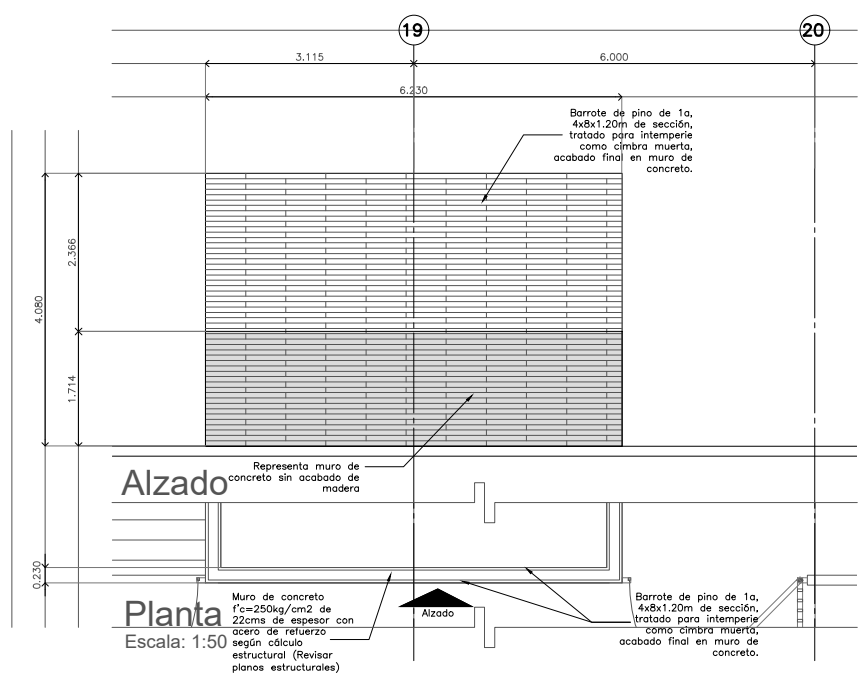 19
20
3.115
6.000
6.230
Barrote de pino de 1a,
4x8x1.20m de sección,
tratado para intemperie
como cimbra muerta,
acabado final en muro de
concreto.
2.366
4.080
1.714
Representa muro de
concreto sin acabado de
madera
Alzado
0.230
Planta
Escala: 1:50
Muro de concreto
f'c=250kg/cm2 de
22cms de espesor con
acero de refuerzo
según cálculo
estructural (Revisar
planos estructurales)
Alzado
Barrote de pino de 1a,
4x8x1.20m de sección,
tratado para intemperie
como cimbra muerta,
acabado final en muro de
concreto.